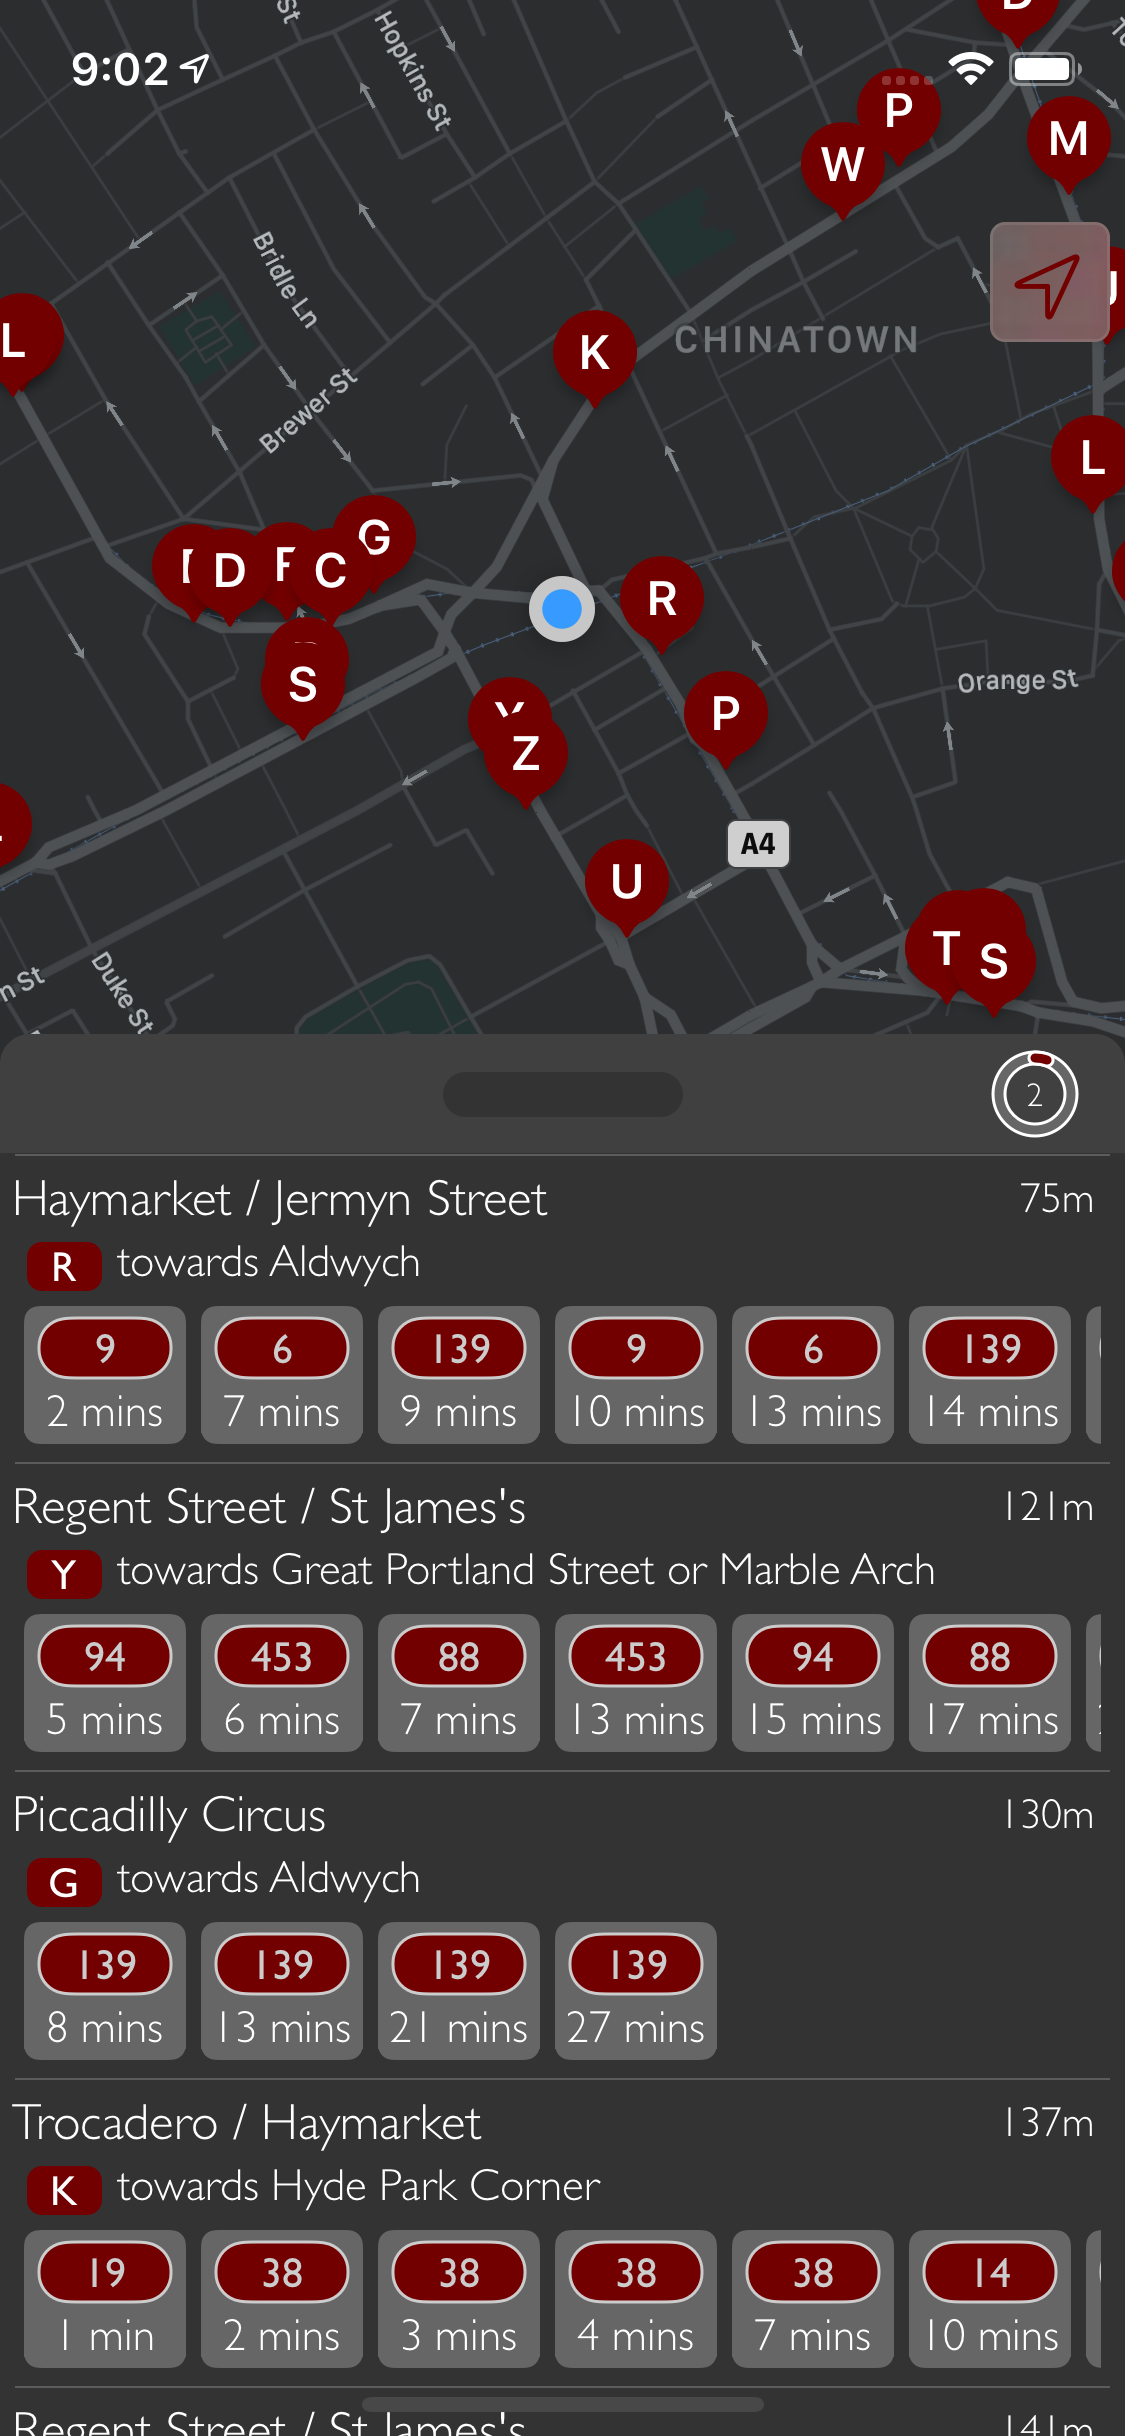 St
Hopkins St
9:02
D
P
W
M
Bridle Ln
L
K
CHINATOWN
J
Brewer St
L
G
D
F
C
R
S
Orange St
Y
Z
P
A4
U
T
S
n St
Duke St
2
Haymarket / Jermyn Street
75m
R towards Aldwych
9 6 139 9 6 139
2 mins 7 mins 9 mins 10 mins 13 mins 14 mins
Regent Street / St James's
121m
Y towards Great Portland Street or Marble Arch
94 453 88 453 94 88
5 mins 6 mins 7 mins 13 mins 15 mins 17 mins
Piccadilly Circus
130m
G towards Aldwych
139 139 139 139
8 mins 13 mins 21 mins 27 mins
Trocadero / Haymarket
137m
K towards Hyde Park Corner
19 38 38 38 38 14
1 min 2 mins 3 mins 4 mins 7 mins 10 mins
Regent Street / St James's
141m